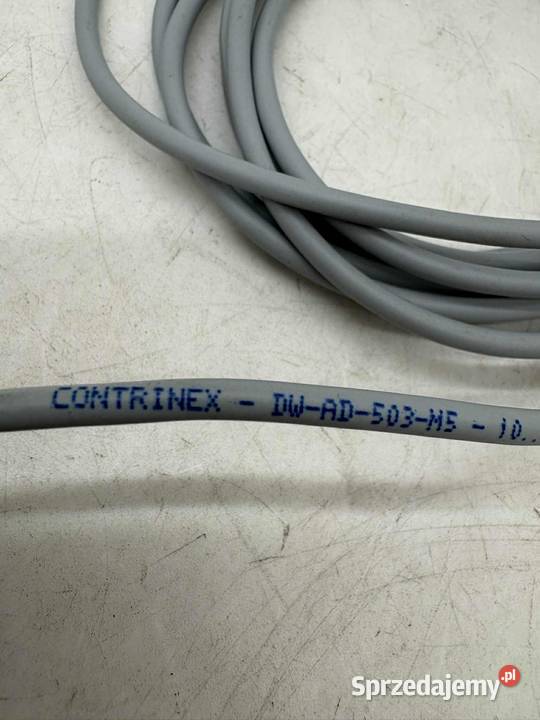 CONTRINEX - DW-AD-503-M5 - 10..
Sprzedajemy.pl